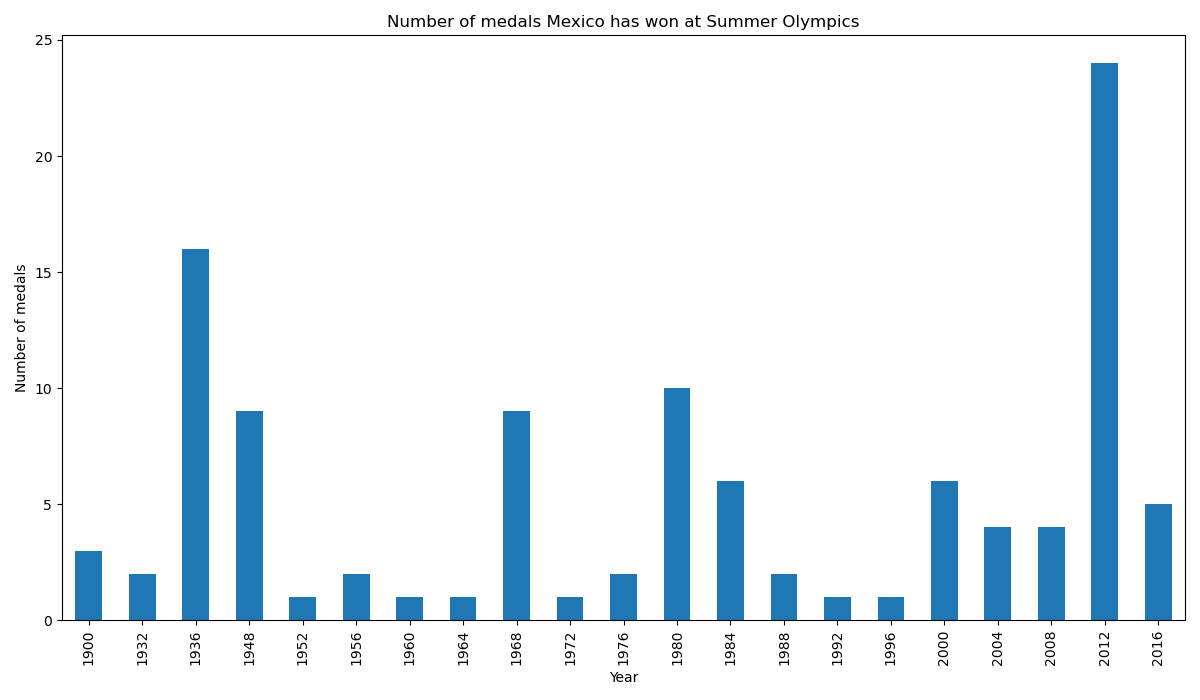 Number of medals Mexico has won at Summer Olympics
25
20
15
10
5
0
Number of medals
1900 1932 1936 1948 1952 1956 1960 1964 1968 1972 1976 1980 1984 1988 1992 1996 2000 2004 2008 2012 2016
Year